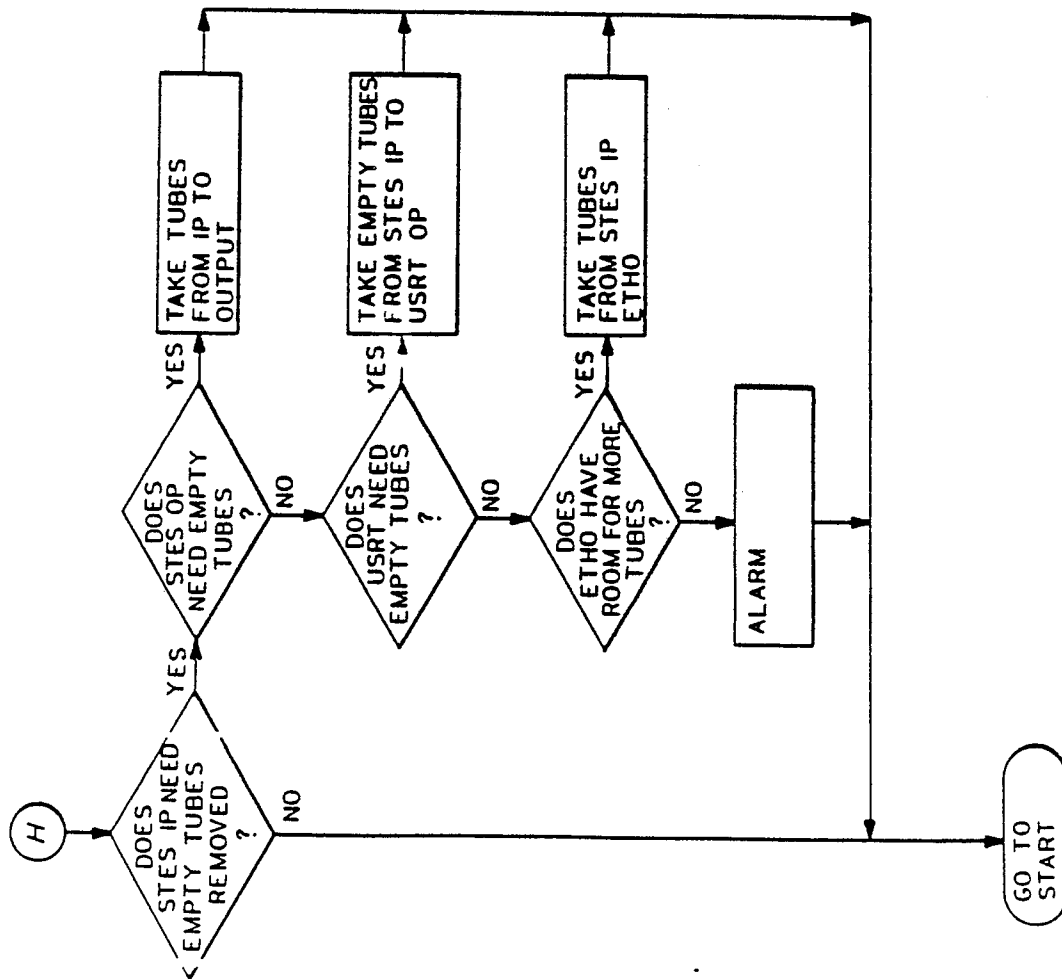 H
DOES
STES IP NEED
EMPTY TUBES
REMOVED
?
YES
NO
DOES
STES OP
NEED EMPTY
TUBES
?
YES
NO
TAKE TUBES
FROM IP TO
OUTPUT
DOES
USRT NEED
EMPTY TUBES
?
YES
NO
TAKE EMPTY TUBES
FROM STES IP TO
USRT OP
DOES
ETHO HAVE
ROOM FOR MORE
TUBES
?
YES
NO
TAKE TUBES
FROM STES IP
ETHO
ALARM
GO TO
START